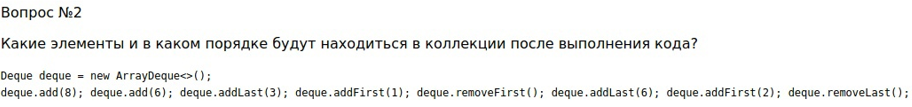 Вопрос №2
Какие элементы и в каком порядке будут находиться в коллекции после выполнения кода?
Deque deque = new ArrayDeque<>();
deque.add(8); deque.add(6); deque.addLast(3); deque.addFirst(1); deque.removeFirst(); deque.addLast(6); deque.addFirst(2); deque.removeLast();